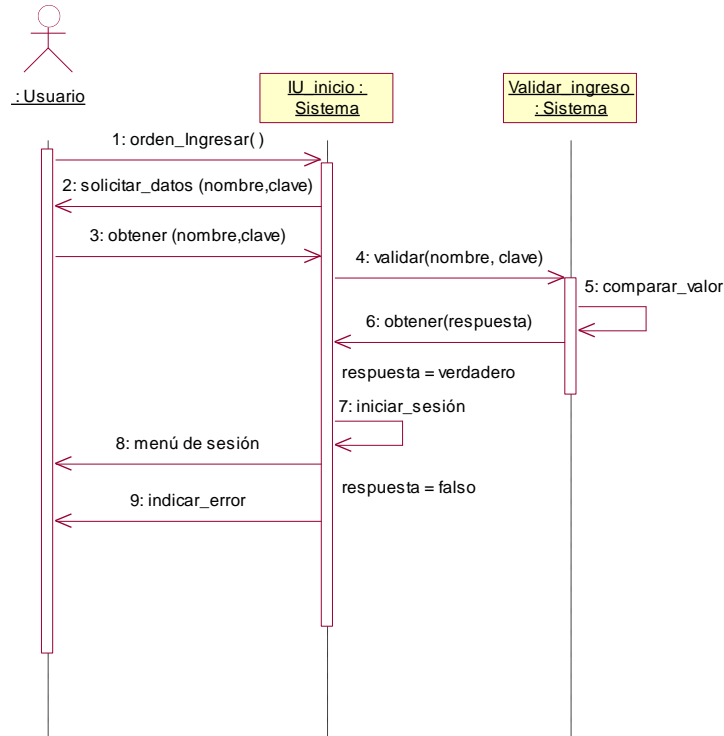 : Usuario
IU_inicio :
Sistema
Validar_ingreso
: Sistema
1: orden_Ingresar( )
2: solicitar_datos (nombre,clave)
3: obtener (nombre,clave)
4: validar(nombre, clave)
5: comparar_valor
6: obtener(respuesta)
respuesta = verdadero
7: iniciar_sesión
8: menú de sesión
respuesta = falso
9: indicar_error